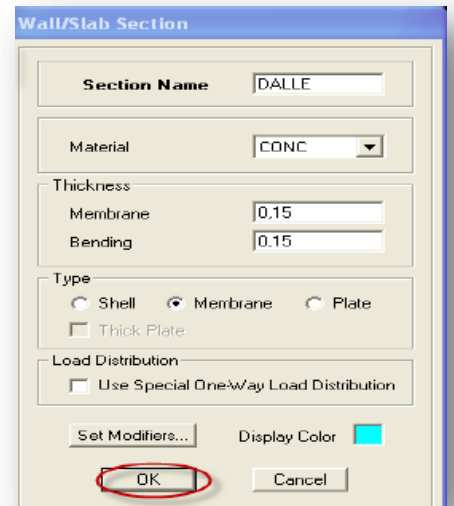 Wall/Slab Section
Section Name DALLE
Material CONC
Thickness
Membrane 0,15
Bending 0.15
Type
Shell Membrane Plate
Thick Plate
Load Distribution
Use Special One-Way Load Distribution
Set Modifiers... Display Color
OK Cancel